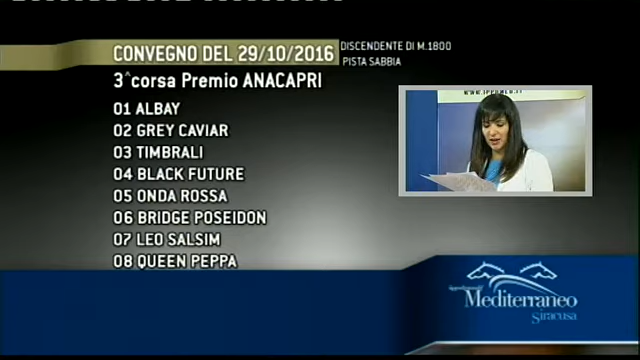 CONVEGNO DEL 29/10/2016
DISCENDENTE DI M.1800
PISTA SABBIA
3^corsa Premio ANACAPRI
01 ALBAY
02 GREY CAVIAR
03 TIMBRALI
04 BLACK FUTURE
05 ONDA ROSSA
06 BRIDGE POSEIDON
07 LEO SALSIM
08 QUEEN PEPPA
Mediterraneo
Siracusa